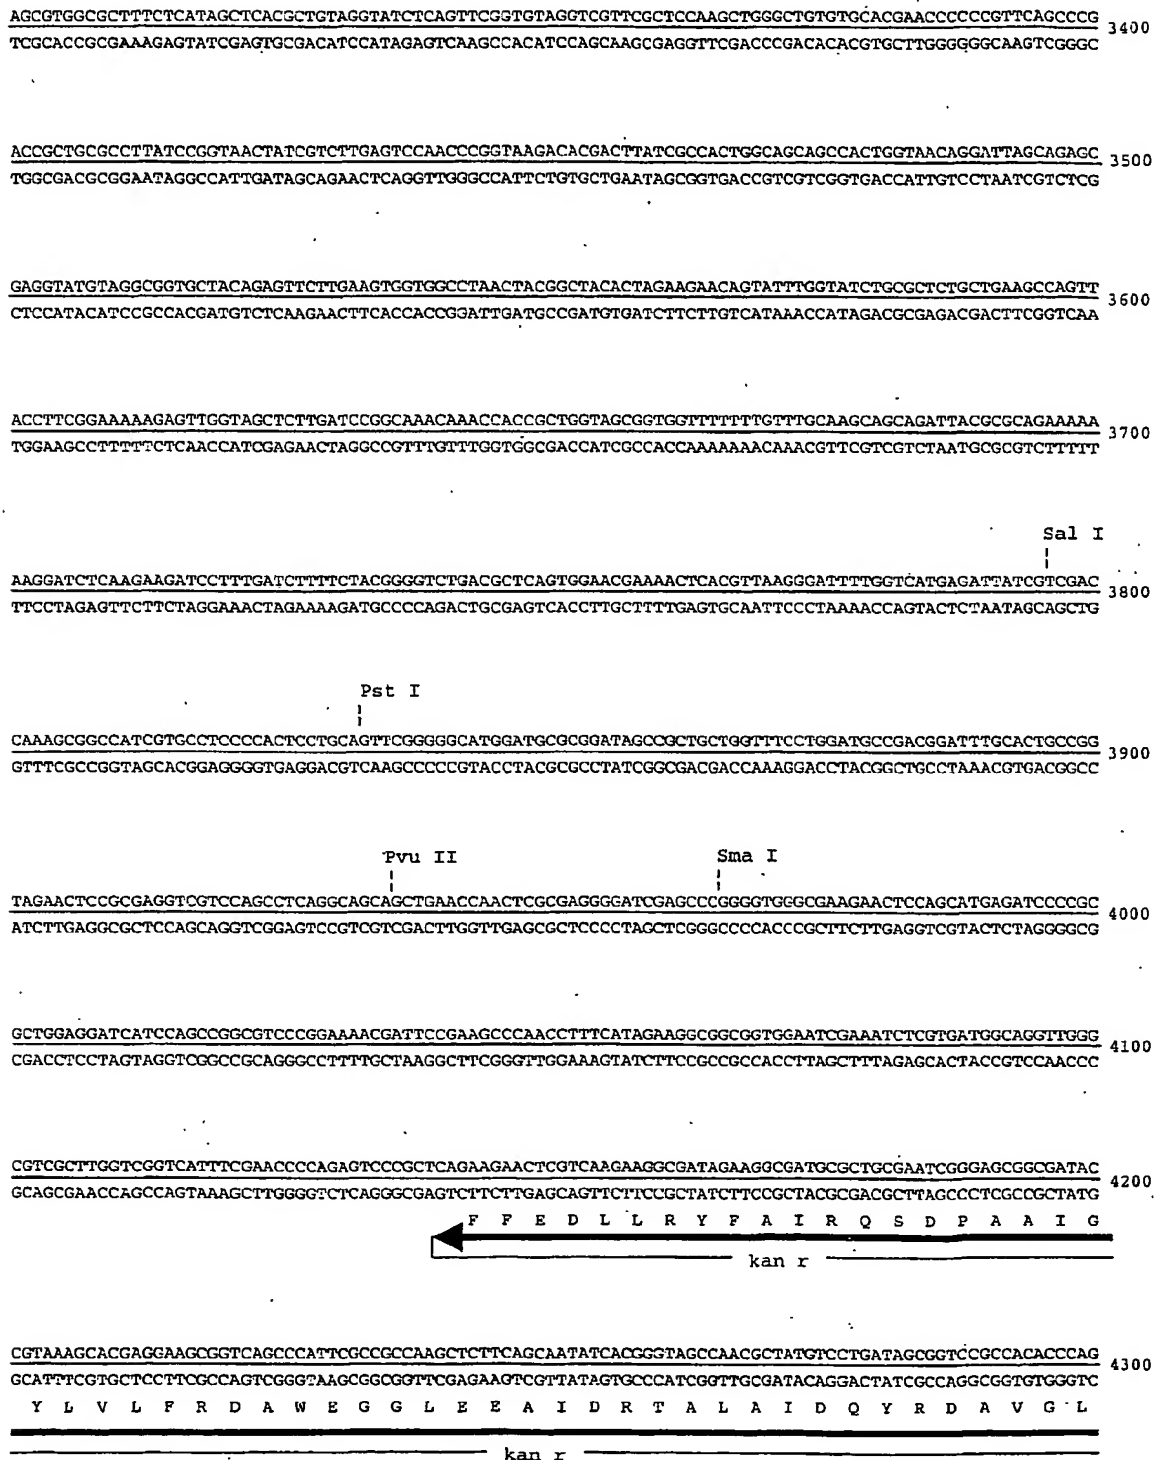 AGCGTGGCGCTTTCTCATAGCTCACGCTGTAGGTATCTCAGTTCGGTGTAGGTCGTTCGCTCCAAGCTGGGCTGTGTGCACGAACCCCCCGTTCAGCCCG
3400
TCGCACCGCGAAAGAGTATCGAGTGCGACATCCATAGAGTCAAGCCACATCCAGCAAGCGAGGTTCGACCCGACACACGTGCTTGGGGGGCAAGTCGGGC
ACCGCTGCGCCTTATCCGGTAACTATCGTCTTGAGTCCAACCCGGTAAGACACGACTTATCGCCACTGGCAGCAGCCACTGGTAACAGGATTAGCAGAGC
3500
TGGCGACGCGGAATAGGCCATTGATAGCAGAACTCAGGTTGGGCCATTCTGTGCTGAATAGCGGTGACCGTCGTCGGTGACCATTGTCCTAATCGTCTCG
GAGGTATGTAGGCGGTGCTACAGAGTTCTTGAAGTGGTGGCCTAACTACGGCTACACTAGAAGAACAGTATTTGGTATCTGCGCTCTGCTGAAGCCAGTT
3600
CTCCATACATCCGCCACGATGTCTCAAGAACTTCACCACCGGATTGATGCCGATGTGATCTTCTTGTCATAAACCATAGACGCGAGACGACTTCGGTCAA
ACCTTCGGAAAAAGAGTTGGTAGCTCTTGATCCGGCAAACAAACCACCGCTGGTAGCGGTGGTTTTTTTGTTTGCAAGCAGCAGATTACGCGCAGAAAAA
3700
TGGAAGCCTTTTTCTCAACCATCGAGAACTAGGCCGTTTGTTTGGTGGCGACCATCGCCACCAAAAAAACAAACGTTCGTCGTCTAATGCGCGTCTTTTT
Sal I
AAGGATCTCAAGAAGATCCTTTGATCTTTTCTACGGGGTCTGACGCTCAGTGGAACGAAAACTCACGTTAAGGGATTTTGGTCATGAGATTATCGTCGAC
3800
TTCCTAGAGTTCTTCTAGGAAACTAGAAAAGATGCCCCAGACTGCGAGTCACCTTGCTTTTGAGTGCAATTCCCTAAAACCAGTACTCTAATAGCAGCTG
Pst I
CAAAGCGGCCATCGTGCCTCCCCACTCCTGCAGTTCGGGGGCATGGATGCGCGGATAGCCGCTGCTGGTTTCCTGGATGCCGACGGATTTGCACTGCCGG
3900
GTTTCGCCGGTAGCACGGAGGGGTGAGGACGTCAAGCCCCCGTACCTACGCGCCTATCGGCGACGACCAAAGGACCTACGGCTGCCTAAACGTGACGGCC
Pvu II Sma I
TAGAACTCCGCGAGGTCGTCCAGCCTCAGGCAGCAGCTGAACCAACTCGCGAGGGGATCGAGCCCGGGGTGGGCGAAGAACTCCAGCATGAGATCCCCGC
4000
ATCTTGAGGCGCTCCAGCAGGTCGGAGTCCGTCGTCGACTTGGTTGAGCGCTCCCCTAGCTCGGGCCCCACCCGCTTCTTGAGGTCGTACTCTAGGGGCG
GCTGGAGGATCATCCAGCCGGCGTCCCGGAAAACGATTCCGAAGCCCAACCTTTCATAGAAGGCGGCGGTGGAATCGAAATCTCGTGATGGCAGGTTGGG
4100
CGACCTCCTAGTAGGTCGGCCGCAGGGCCTTTTGCTAAGGCTTCGGGTTGGAAAGTATCTTCCGCCGCCACCTTAGCTTTAGAGCACTACCGTCCAACCC
CGTCGCTTGGTCGGTCATTTCGAACCCCAGAGTCCCGCTCAGAAGAACTCGTCAAGAAGGCGATAGAAGGCGATGCGCTGCGAATCGGGAGCGGCGATAC
4200
GCAGCGAACCAGCCAGTAAAGCTTGGGGTCTCAGGGCGAGTCTTCTTGAGCAGTTCTTCCGCTATCTTCCGCTACGCGACGCTTAGCCCTCGCCGCTATG
F F E D L L R Y F A I R Q S D P A A I G
kan r
CGTAAAGCACGAGGAAGCGGTCAGCCCATTCGCCGCCAAGCTCTTCAGCAATATCACGGGTAGCCAACGCTATGTCCTGATAGCGGTCCGCCACACCCAG
4300
GCATTTCGTGCTCCTTCGCCAGTCGGGTAAGCGGCGGTTCGAGAAGTCGTTATAGTGCCCATCGGTTGCGATACAGGACTATCGCCAGGCGGTGTGGGTC
Y L V L F R D A W E G G L E E A I D R T A L A I D Q Y R D A V G L
kan r